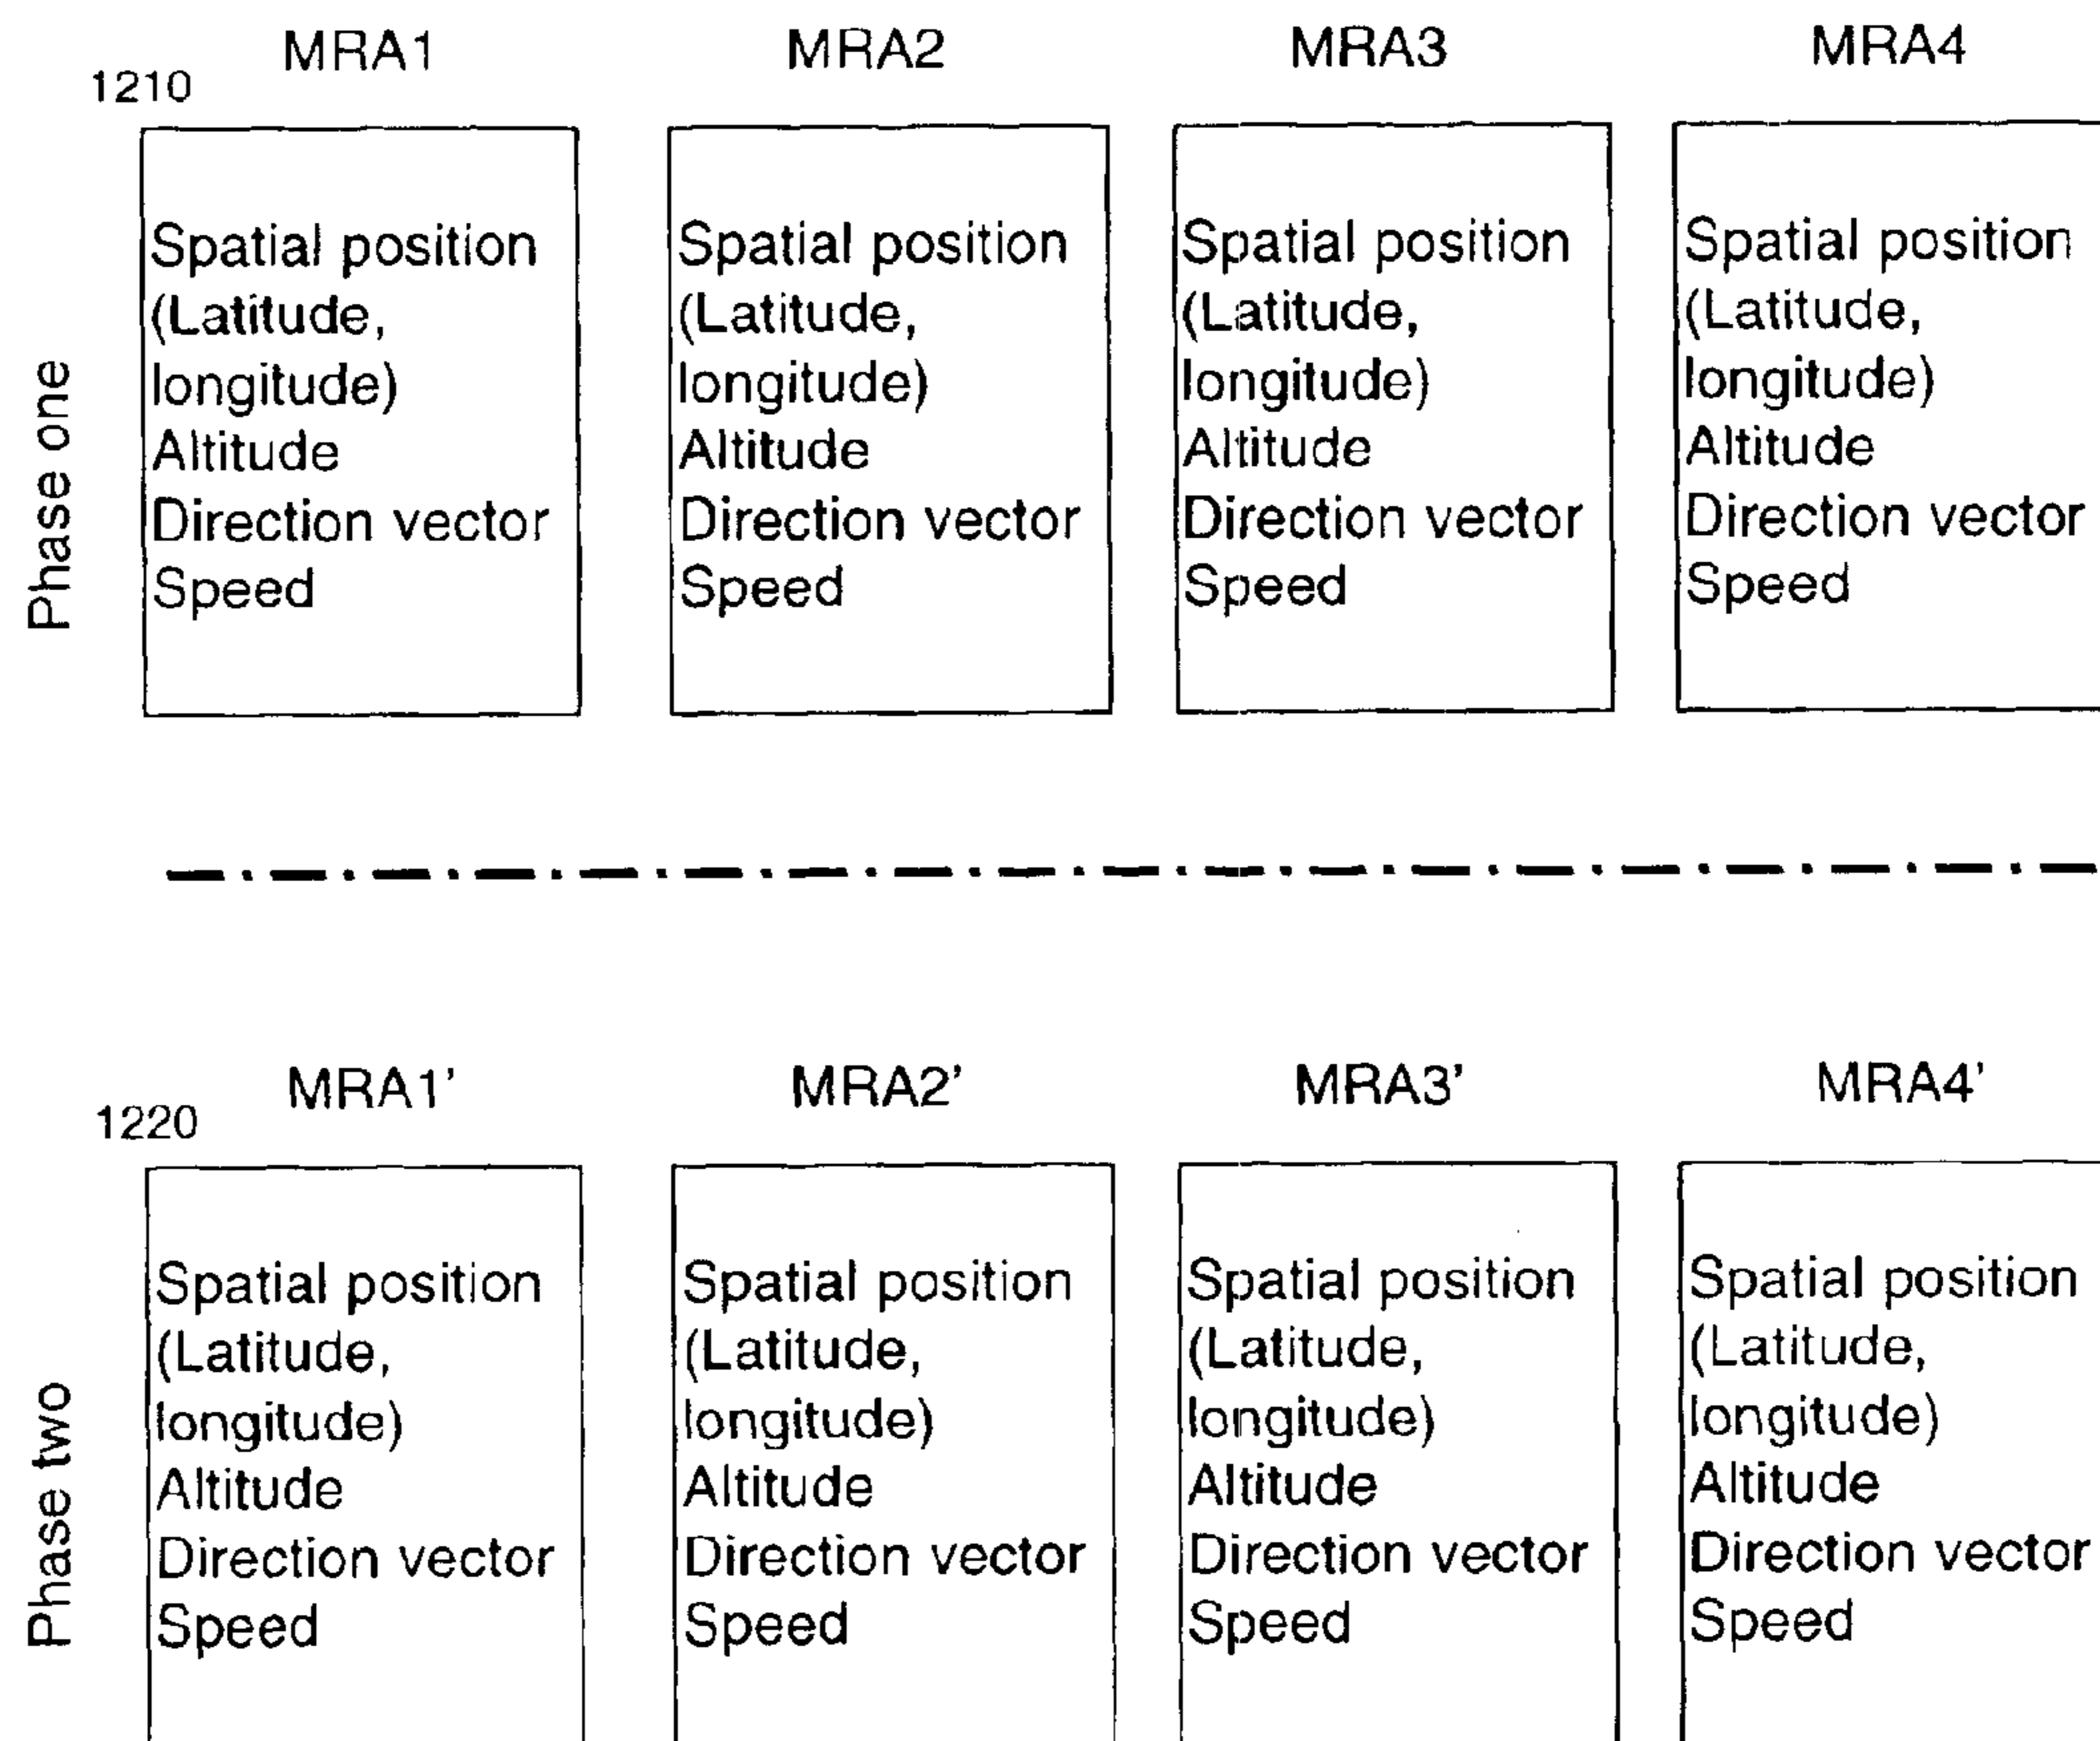 MRA1 MRA2 MRA3 MRA4
1210
Phase one
Spatial position
(Latitude,
longitude)
Altitude
Direction vector
Speed
Spatial position
(Latitude,
longitude)
Altitude
Direction vector
Speed
Spatial position
(Latitude,
longitude)
Altitude
Direction vector
Speed
Spatial position
(Latitude,
longitude)
Altitude
Direction vector
Speed
MRA1' MRA2' MRA3' MRA4'
1220
Phase two
Spatial position
(Latitude,
longitude)
Altitude
Direction vector
Speed
Spatial position
(Latitude,
longitude)
Altitude
Direction vector
Speed
Spatial position
(Latitude,
longitude)
Altitude
Direction vector
Speed
Spatial position
(Latitude,
longitude)
Altitude
Direction vector
Speed